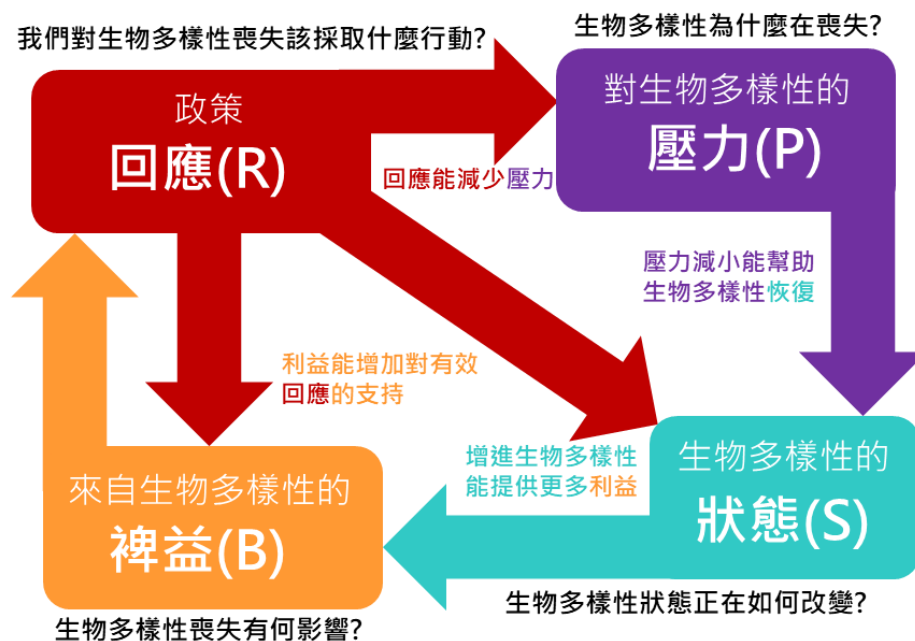 我們對生物多樣性喪失該採取什麼行動?
生物多樣性為什麼在喪失?
政策
回應(R)
對生物多樣性的
壓力(P)
回應能減少壓力
壓力減小能幫助
生物多樣性恢復
利益能增加對有效
回應的支持
增進生物多樣性
能提供更多利益
來自生物多樣性的
裨益(B)
生物多樣性的
狀態(S)
生物多樣性狀態正在如何改變?
生物多樣性喪失有何影響?